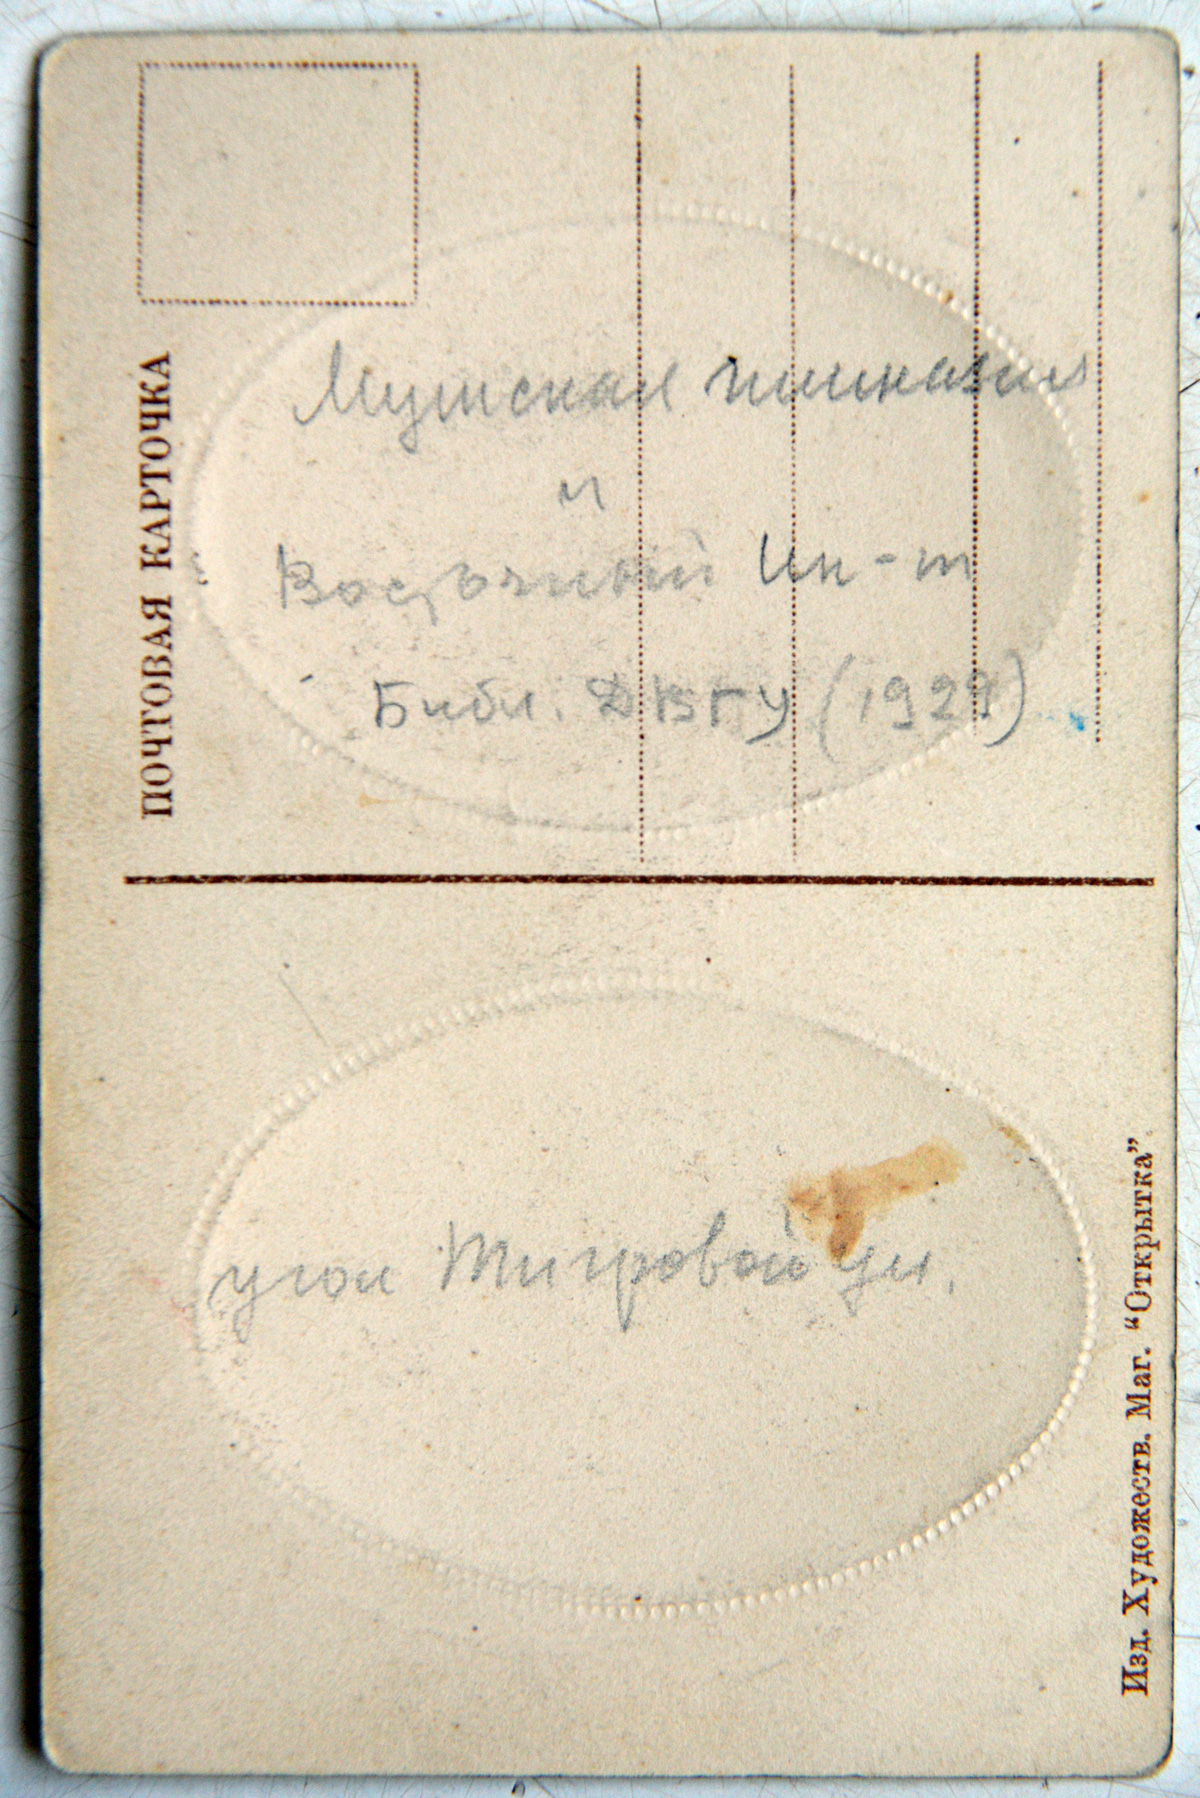 ПОЧТОВАЯ КАРТОЧКА
Мужская гимназия
и
Восточный Ин-т
Библ. ДВГУ (1929)
угол Тигровой ул.
Изд. Художеств. Маг. “Открытка”